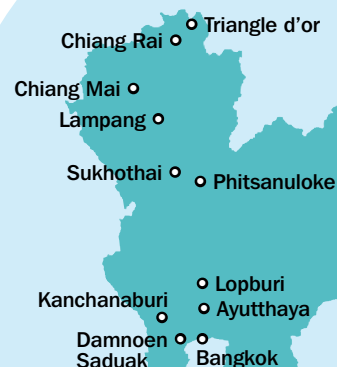 Triangle d'or
Chiang Rai
Chiang Mai
Lampang
Sukhothai
Phitsanuloke
Lopburi
Kanchanaburi
Ayutthaya
Damnoen
Saduak
Bangkok